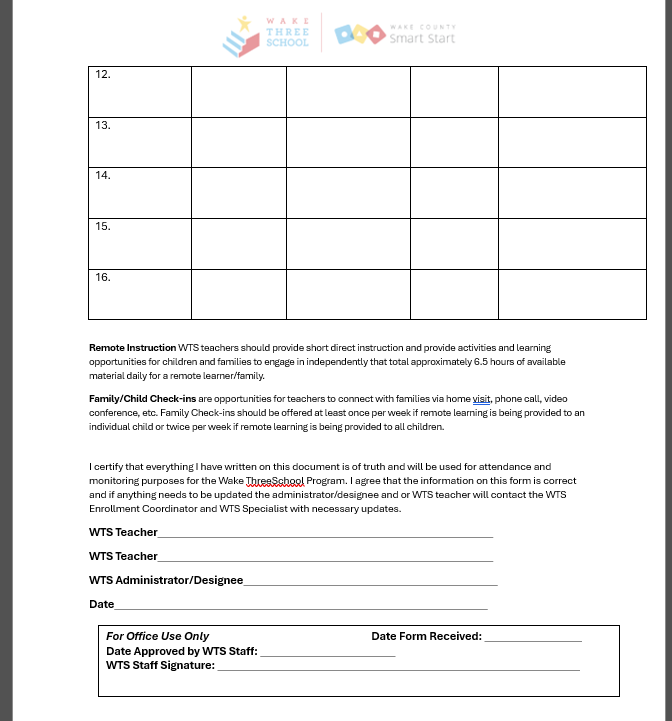 WAKE
THREE
SCHOOL
WAKE COUNTY
Smart Start
12.
13.
14.
15.
16.
Remote Instruction WTS teachers should provide short direct instruction and provide activities and learning
opportunities for children and families to engage in independently that total approximately 6.5 hours of available
material daily for a remote learner/family.
Family/Child Check-ins are opportunities for teachers to connect with families via home visit, phone call, video
conference, etc. Family Check-ins should be offered at least once per week if remote learning is being provided to an
individual child or twice per week if remote learning is being provided to all children.
I certify that everything I have written on this document is of truth and will be used for attendance and
monitoring purposes for the Wake ThreeSchool Program. I agree that the information on this form is correct
and if anything needs to be updated the administrator/designee and or WTS teacher will contact the WTS
Enrollment Coordinator and WTS Specialist with necessary updates.
WTS Teacher
WTS Teacher
WTS Administrator/Designee
Date
For Office Use Only Date Form Received:
Date Approved by WTS Staff:
WTS Staff Signature: